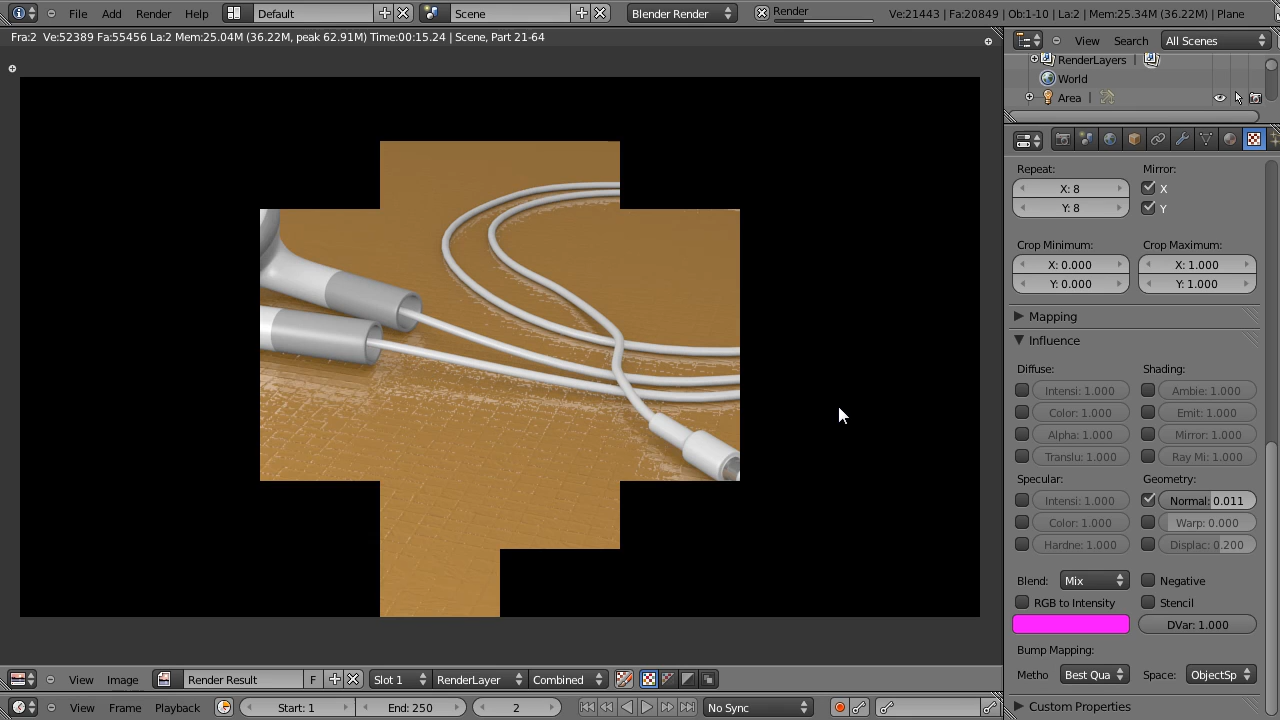 File Add Render Help Default Scene Blender Render Render Ve:21443 | Fa:20849 | Ob:1-10 | La:2 | Mem:25.34M (36.22M) | Plane
Fra:2 Ve:52389 Fa:55456 La:2 Mem:25.04M (36.22M, peak 62.91M) Time:00:15.24 | Scene, Part 21-64
View Search All Scenes
RenderLayers |
World
Area |
Repeat: Mirror:
X: 8 X
Y: 8 Y
Crop Minimum: Crop Maximum:
X: 0.000 X: 1.000
Y: 0.000 Y: 1.000
Mapping
Influence
Diffuse: Shading:
Intensi: 1.000 Ambie: 1.000
Color: 1.000 Emit: 1.000
Alpha: 1.000 Mirror: 1.000
Translu: 1.000 Ray Mi: 1.000
Specular: Geometry:
Intensi: 1.000 Normal: 0.011
Color: 1.000 Warp: 0.000
Hardne: 1.000 Displac: 0.200
Blend: Mix Negative
RGB to Intensity Stencil
DVar: 1.000
Bump Mapping:
Metho Best Qua Space: ObjectSp
Custom Properties
View Image Render Result F Slot 1 RenderLayer Combined
View Frame Playback Start: 1 End: 250 2 No Sync